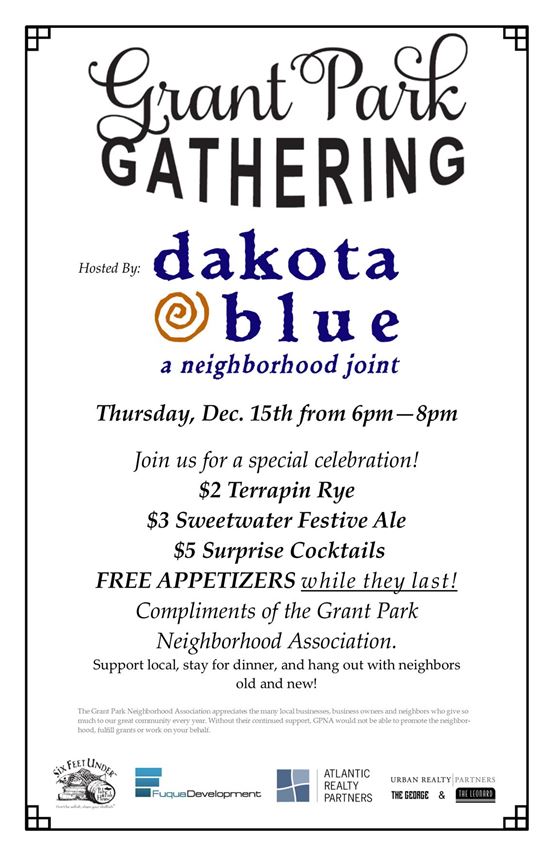 Grant Park
GATHERING
Hosted By:
dakota
blue
a neighborhood joint
Thursday, Dec. 15th from 6pm—8pm
Join us for a special celebration!
$2 Terrapin Rye
$3 Sweetwater Festive Ale
$5 Surprise Cocktails
FREE APPETIZERS while they last!
Compliments of the Grant Park
Neighborhood Association.
Support local, stay for dinner, and hang out with neighbors
old and new!
The Grant Park Neighborhood Association appreciates the many local businesses, business owners and neighbors who give so
much to our great community every year. Without their continued support, GPNA would not be able to promote the neighbor-
hood, fulfill grants or work on your behalf.
SIX FEET UNDER
FuquaDevelopment
ATLANTIC
REALTY
PARTNERS
URBAN REALTY|PARTNERS
THE GEORGE & THE LEONARD